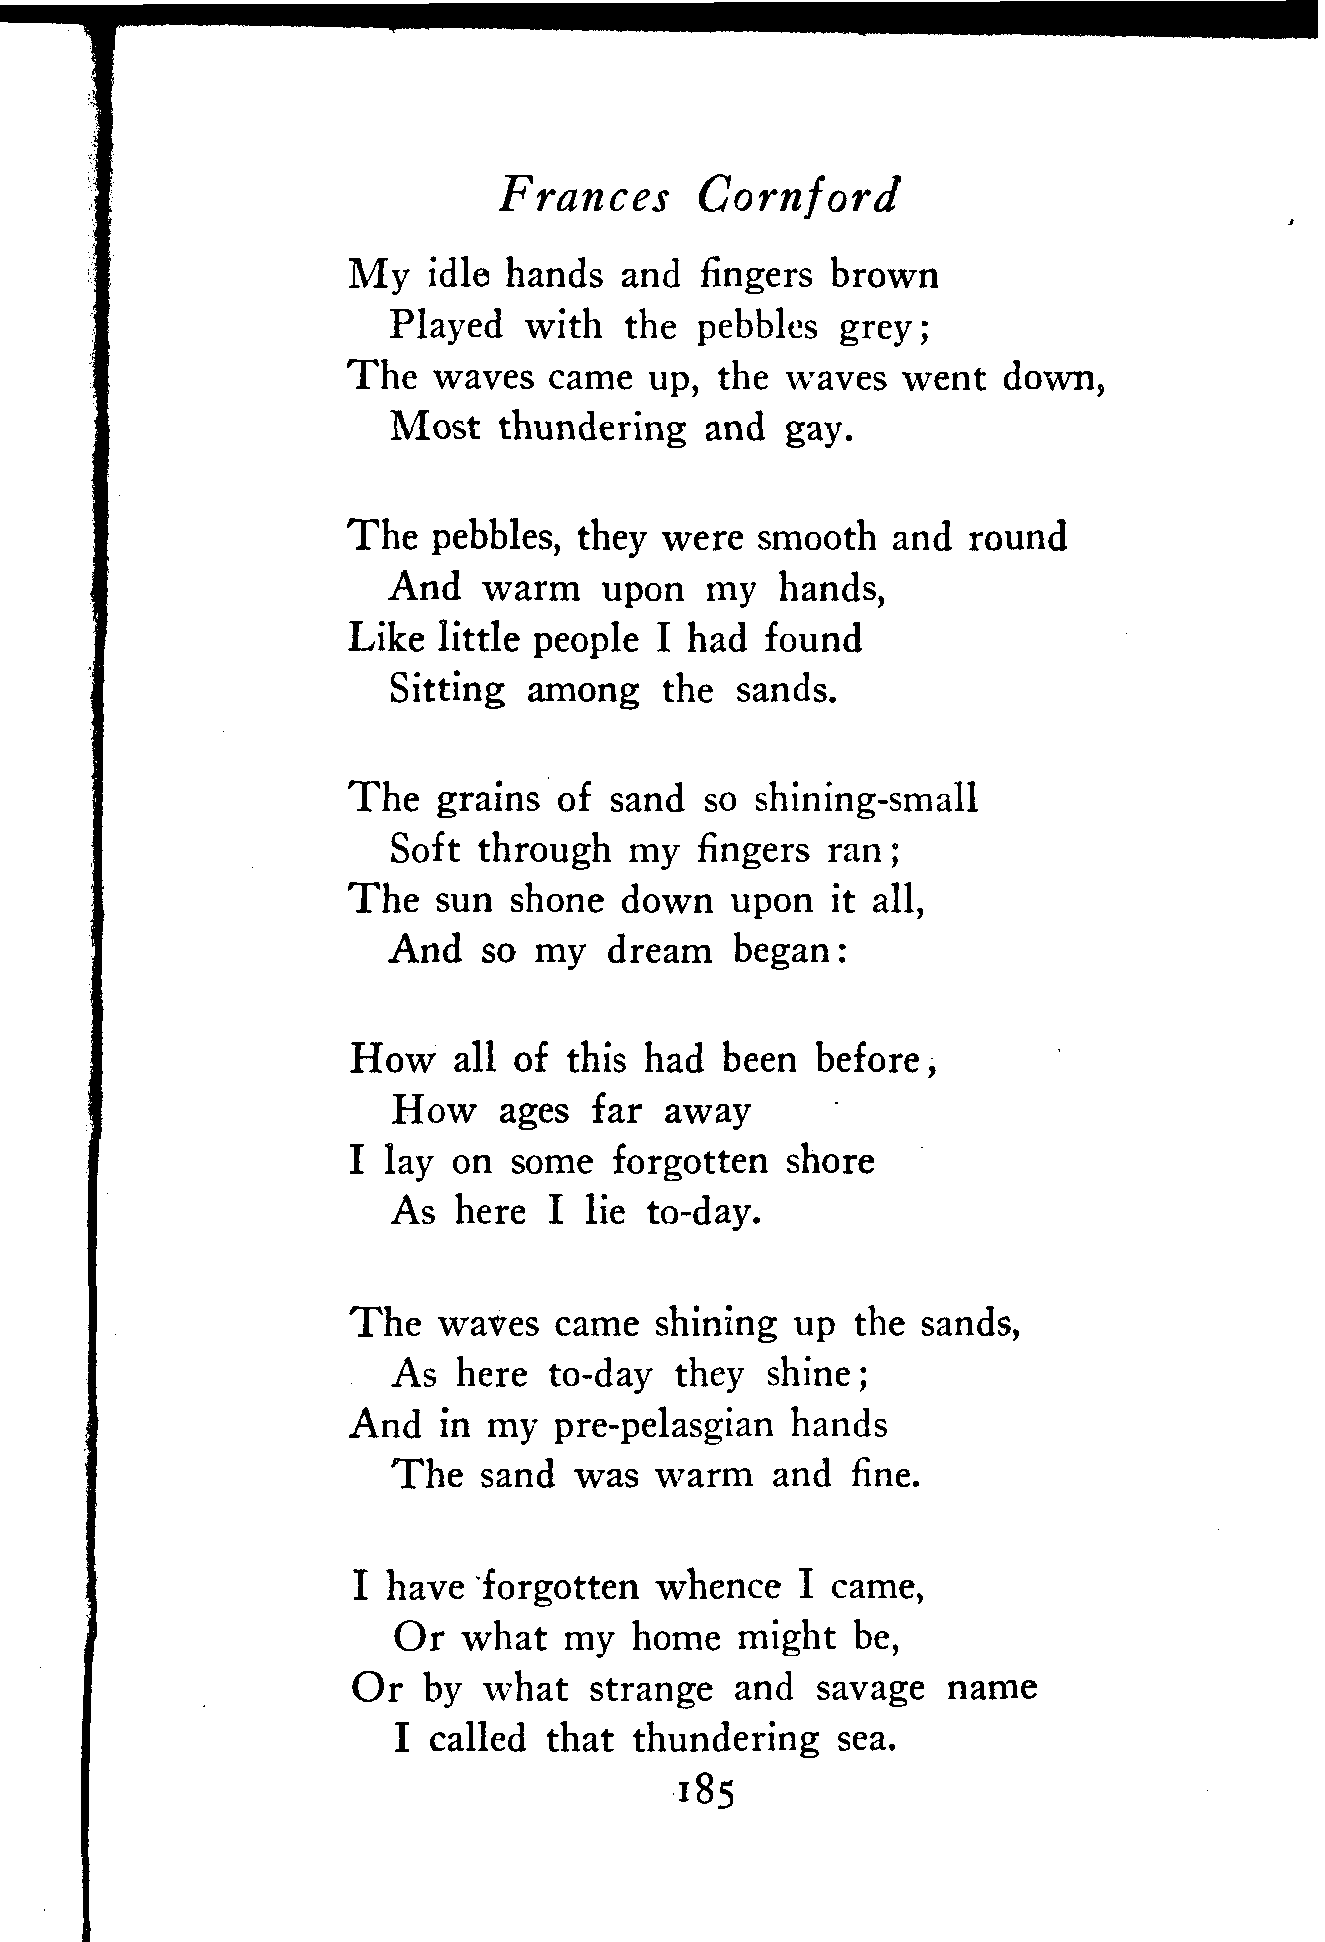 Frances Cornford
My idle hands and fingers brown
Played with the pebbles grey;
The waves came up, the waves went down,
Most thundering and gay.
The pebbles, they were smooth and round
And warm upon my hands,
Like little people I had found
Sitting among the sands.
The grains of sand so shining-small
Soft through my fingers ran;
The sun shone down upon it all,
And so my dream began:
How all of this had been before,
How ages far away
I lay on some forgotten shore
As here I lie to-day.
The waves came shining up the sands,
As here to-day they shine;
And in my pre-pelasgian hands
The sand was warm and fine.
I have forgotten whence I came,
Or what my home might be,
Or by what strange and savage name
I called that thundering sea.
185